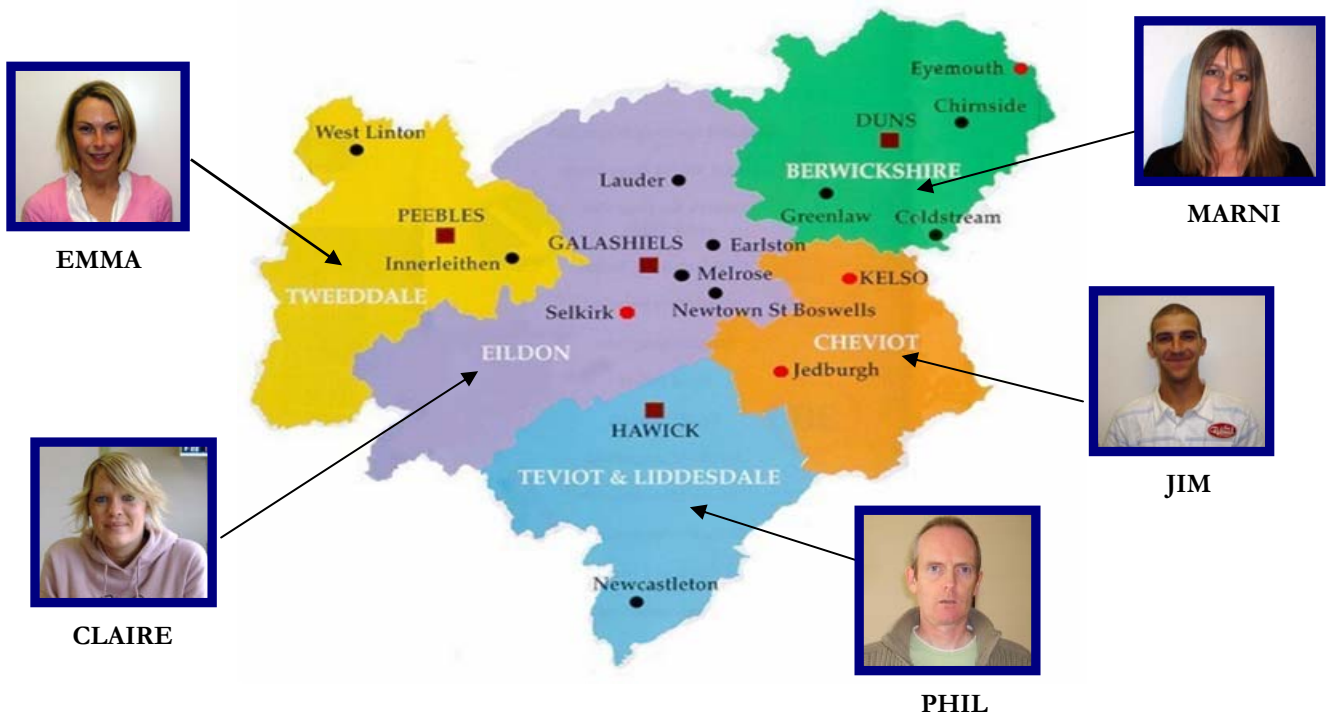 EMMA
CLAIRE
MARNI
JIM
PHIL
West Linton
PEEBLES
Innerleithen
TWEEDDALE
Lauder
GALASHIELS
Earlston
Melrose
Selkirk
Newtown St Boswells
EILDON
Eyemouth
Chirnside
DUNS
BERWICKSHIRE
Greenlaw
Coldstream
KELSO
CHEVIOT
Jedburgh
HAWICK
TEVIOT & LIDDESDALE
Newcastleton